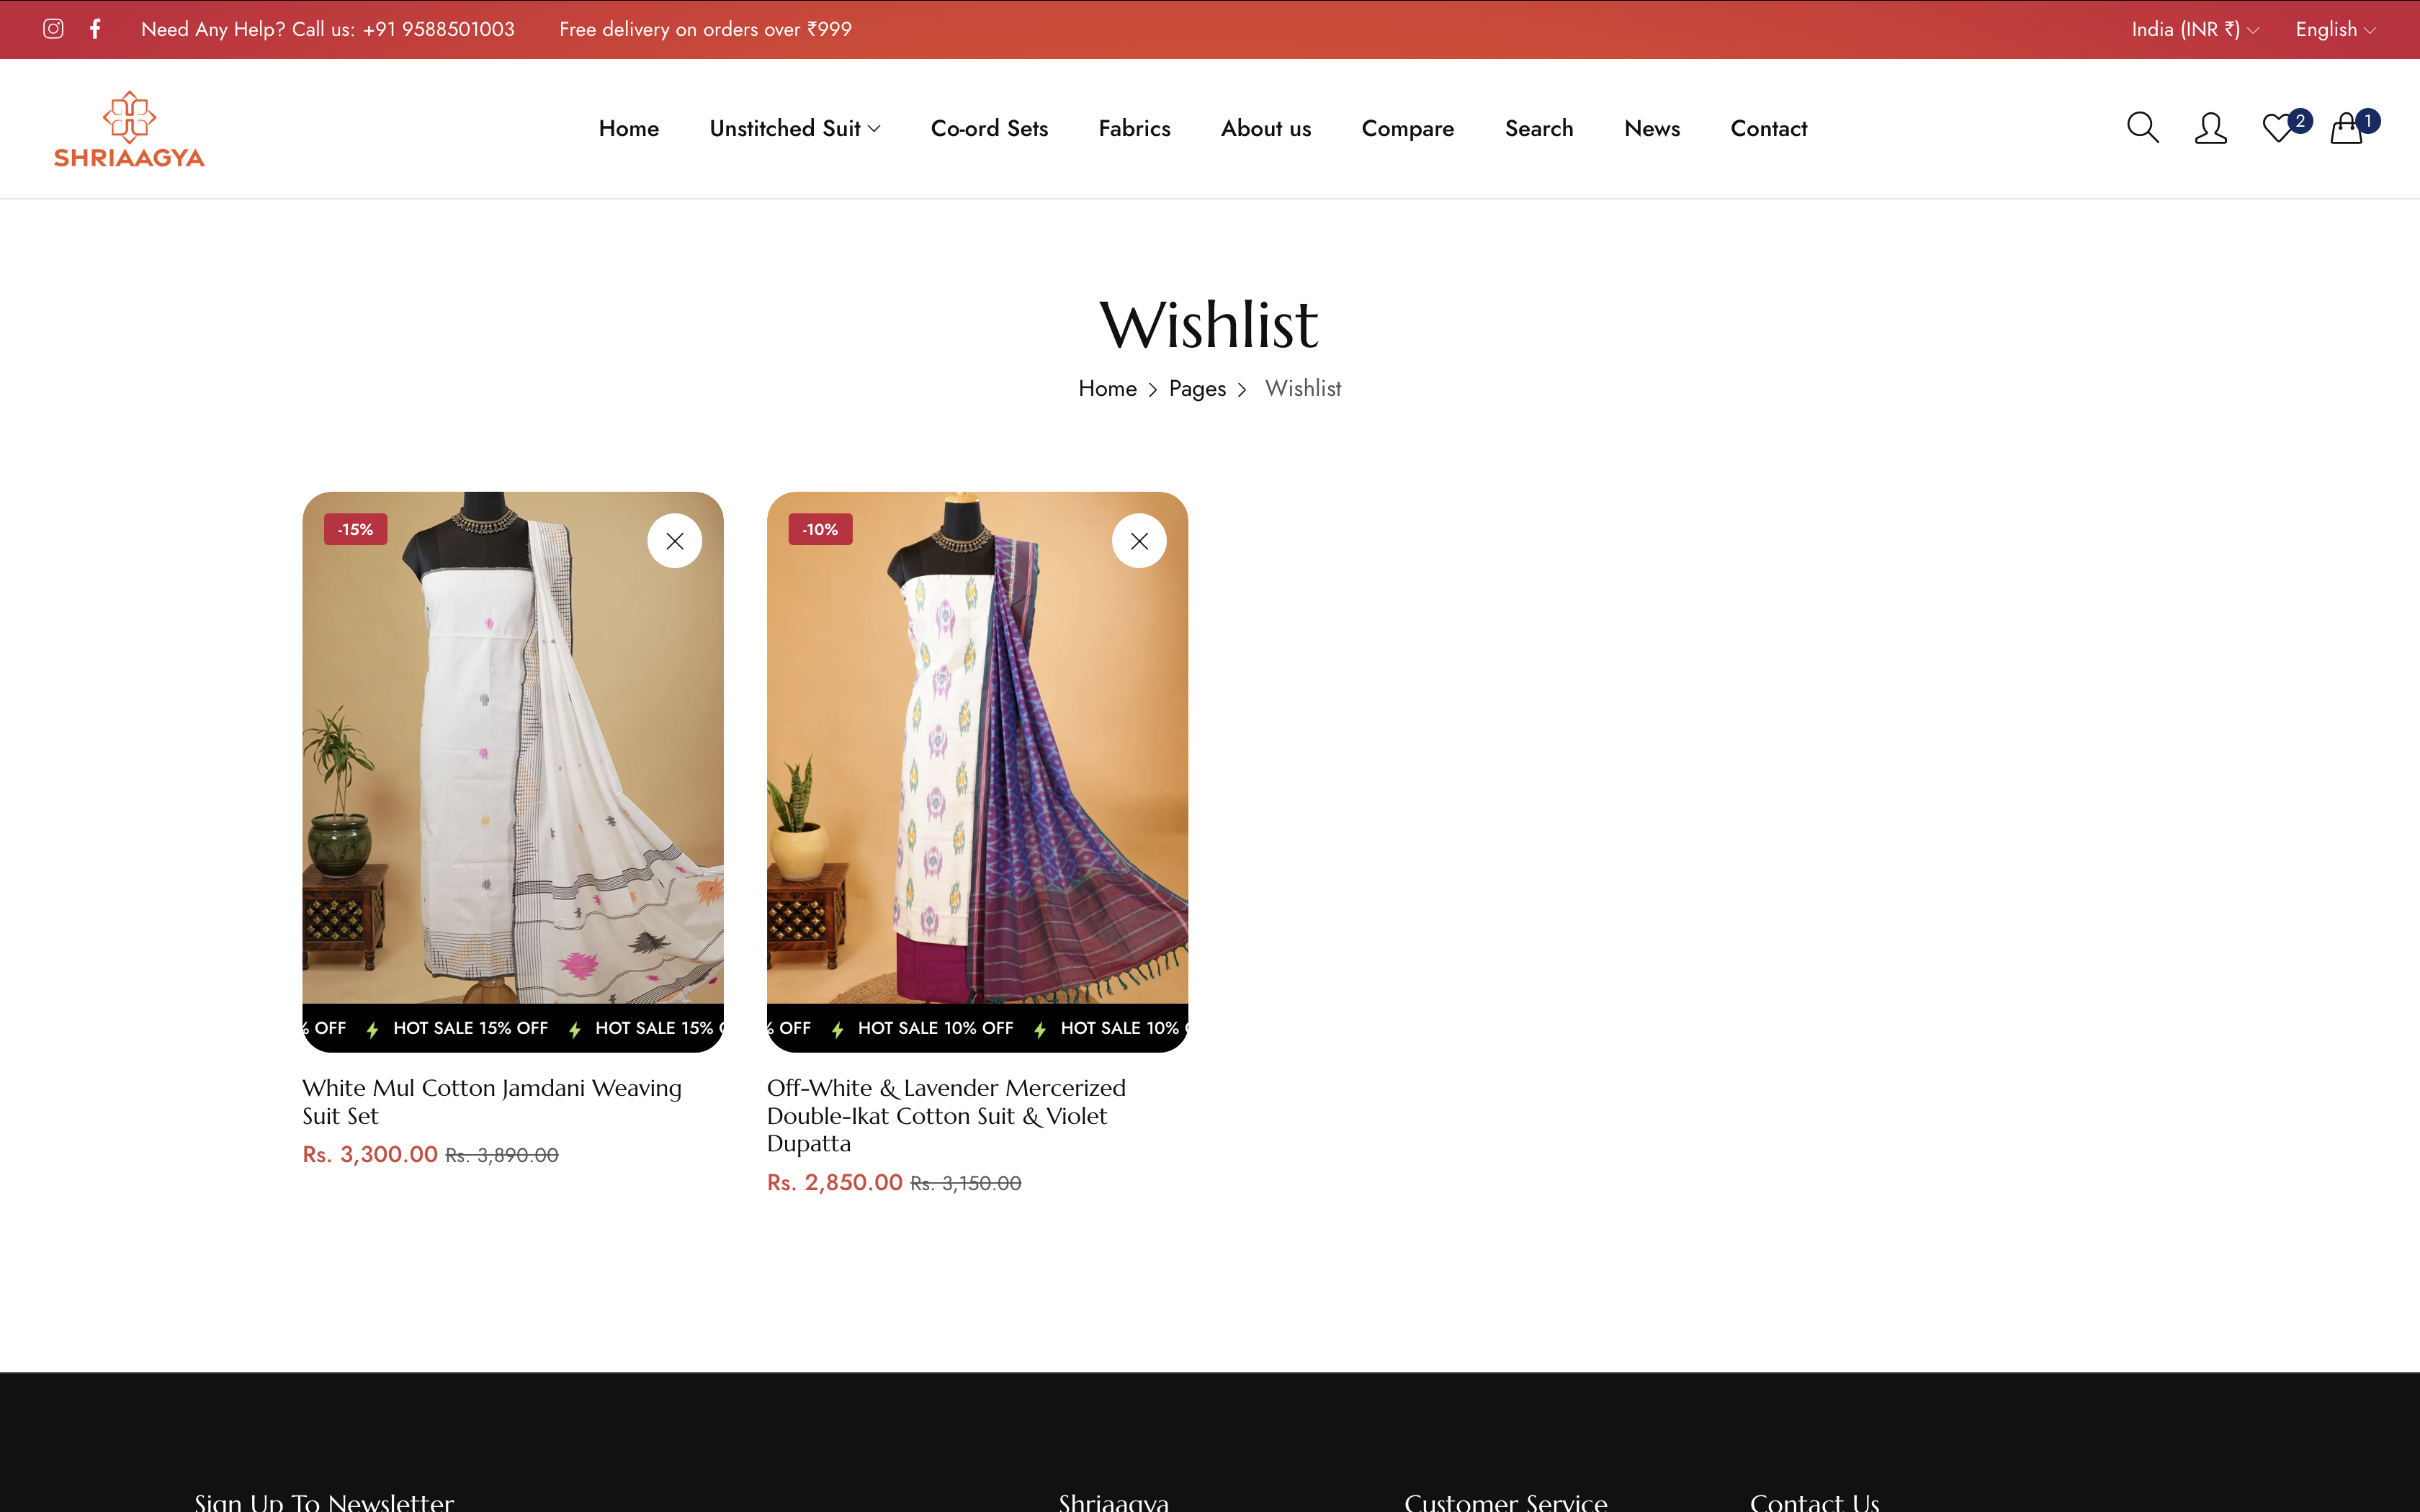 Need Any Help? Call us: +91 9588501003 Free delivery on orders over ₹999 India (INR ₹) English
SHRIAAGYA
Home Unstitched Suit Co-ord Sets Fabrics About us Compare Search News Contact 2 1
Wishlist
Home > Pages > Wishlist
-15%
-10%
% OFF HOT SALE 15% OFF HOT SALE 15% O
% OFF HOT SALE 10% OFF HOT SALE 10% O
White Mul Cotton Jamdani Weaving
Suit Set
Rs. 3,300.00 Rs. 3,890.00
Off-White & Lavender Mercerized
Double-Ikat Cotton Suit & Violet
Dupatta
Rs. 2,850.00 Rs. 3,150.00
Sign Up To Newsletter Shriaagya Customer Service Contact Us